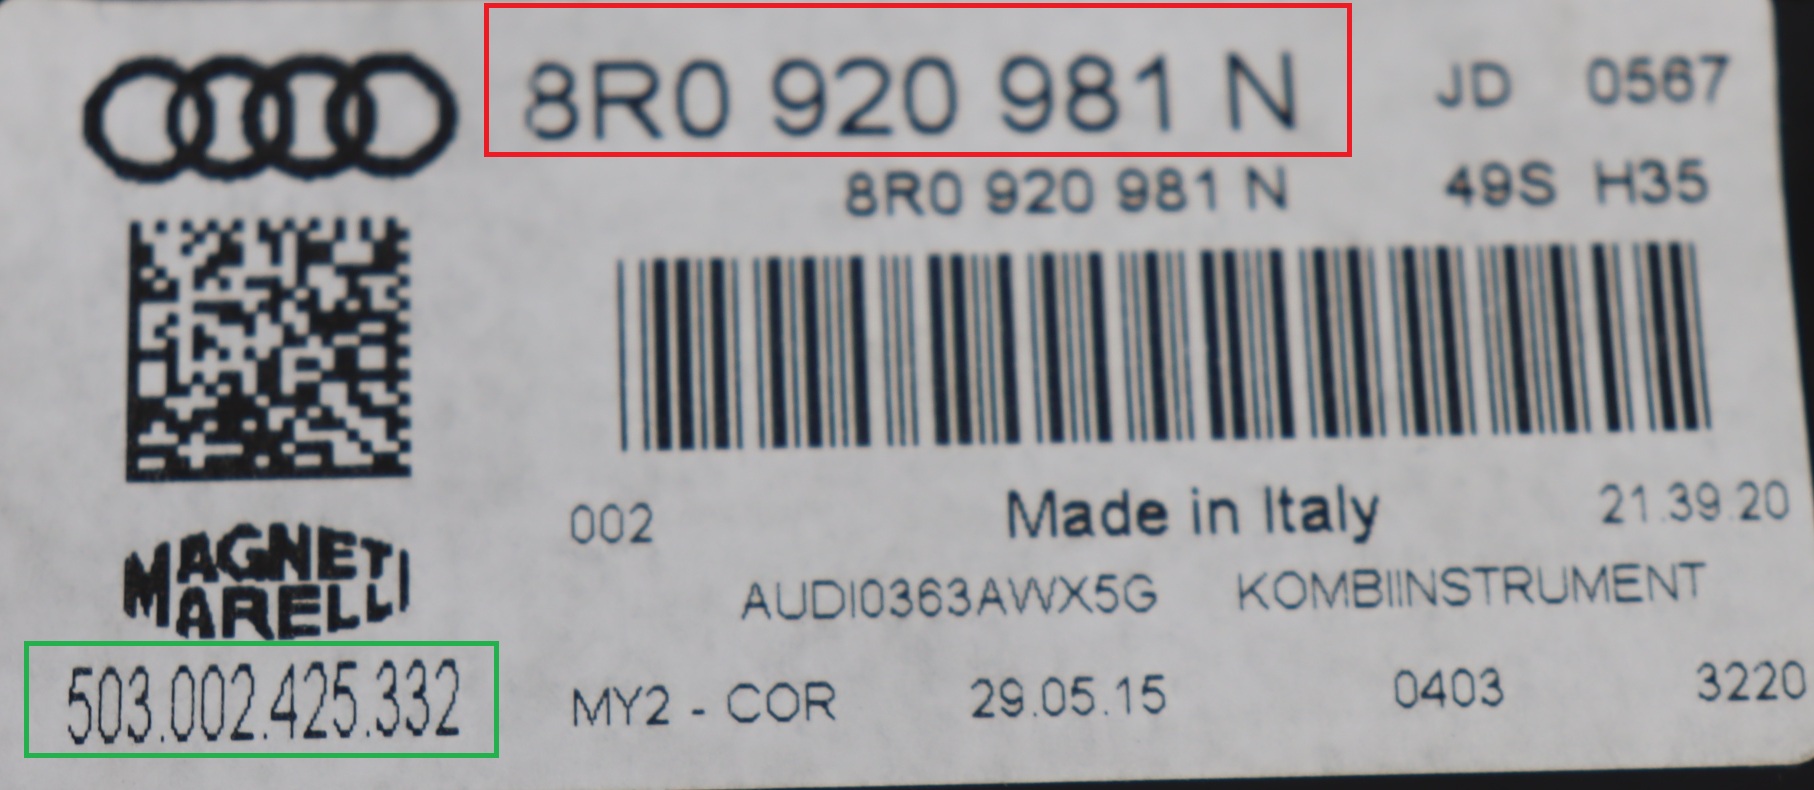 8R0 920 981 N JD 0567
8R0 920 981 N 49S H35
002 Made in Italy 21.39.20
MAGNETI
MARELLI
AUDI0363AWX5G KOMBIINSTRUMENT
503.002.425.332 MY2 - COR 29.05.15 0403 3220